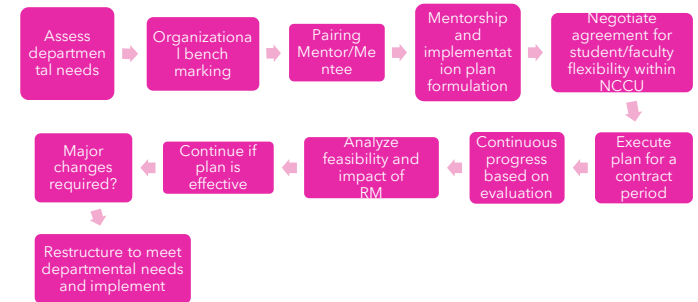 Assess
departmen
tal needs
Organizationa
l bench
marking
Pairing
Mentor/Me
ntee
Mentorship
and
implementat
ion plan
formulation
Negotiate
agreement for
student/faculty
flexibility within
NCCU
Execute
plan for a
contract
period
Continuous
progress
based on
evaluation
Analyze
feasibility and
impact of
RM
Continue if
plan is
effective
Major
changes
required?
Restructure to meet
departmental needs
and implement